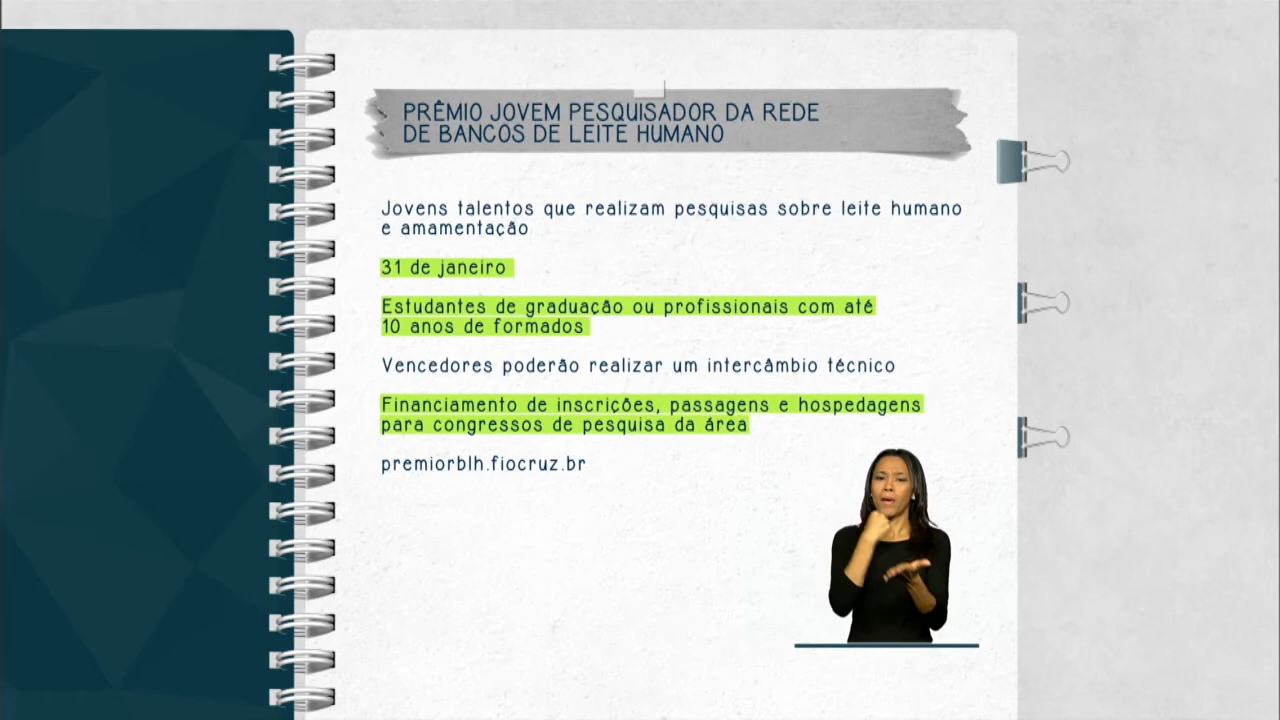 PRÊMIO JOVEM PESQUISADOR DA REDE
DE BANCOS DE LEITE HUMANO
Jovens talentos que realizam pesquisas sobre leite humano
e amamentação
31 de janeiro
Estudantes de graduação ou profissionais com até
10 anos de formados
Vencedores poderão realizar um intercâmbio técnico
Financiamento de inscrições, passagens e hospedagens
para congressos de pesquisa da área
premiorblh.fiocruz.br